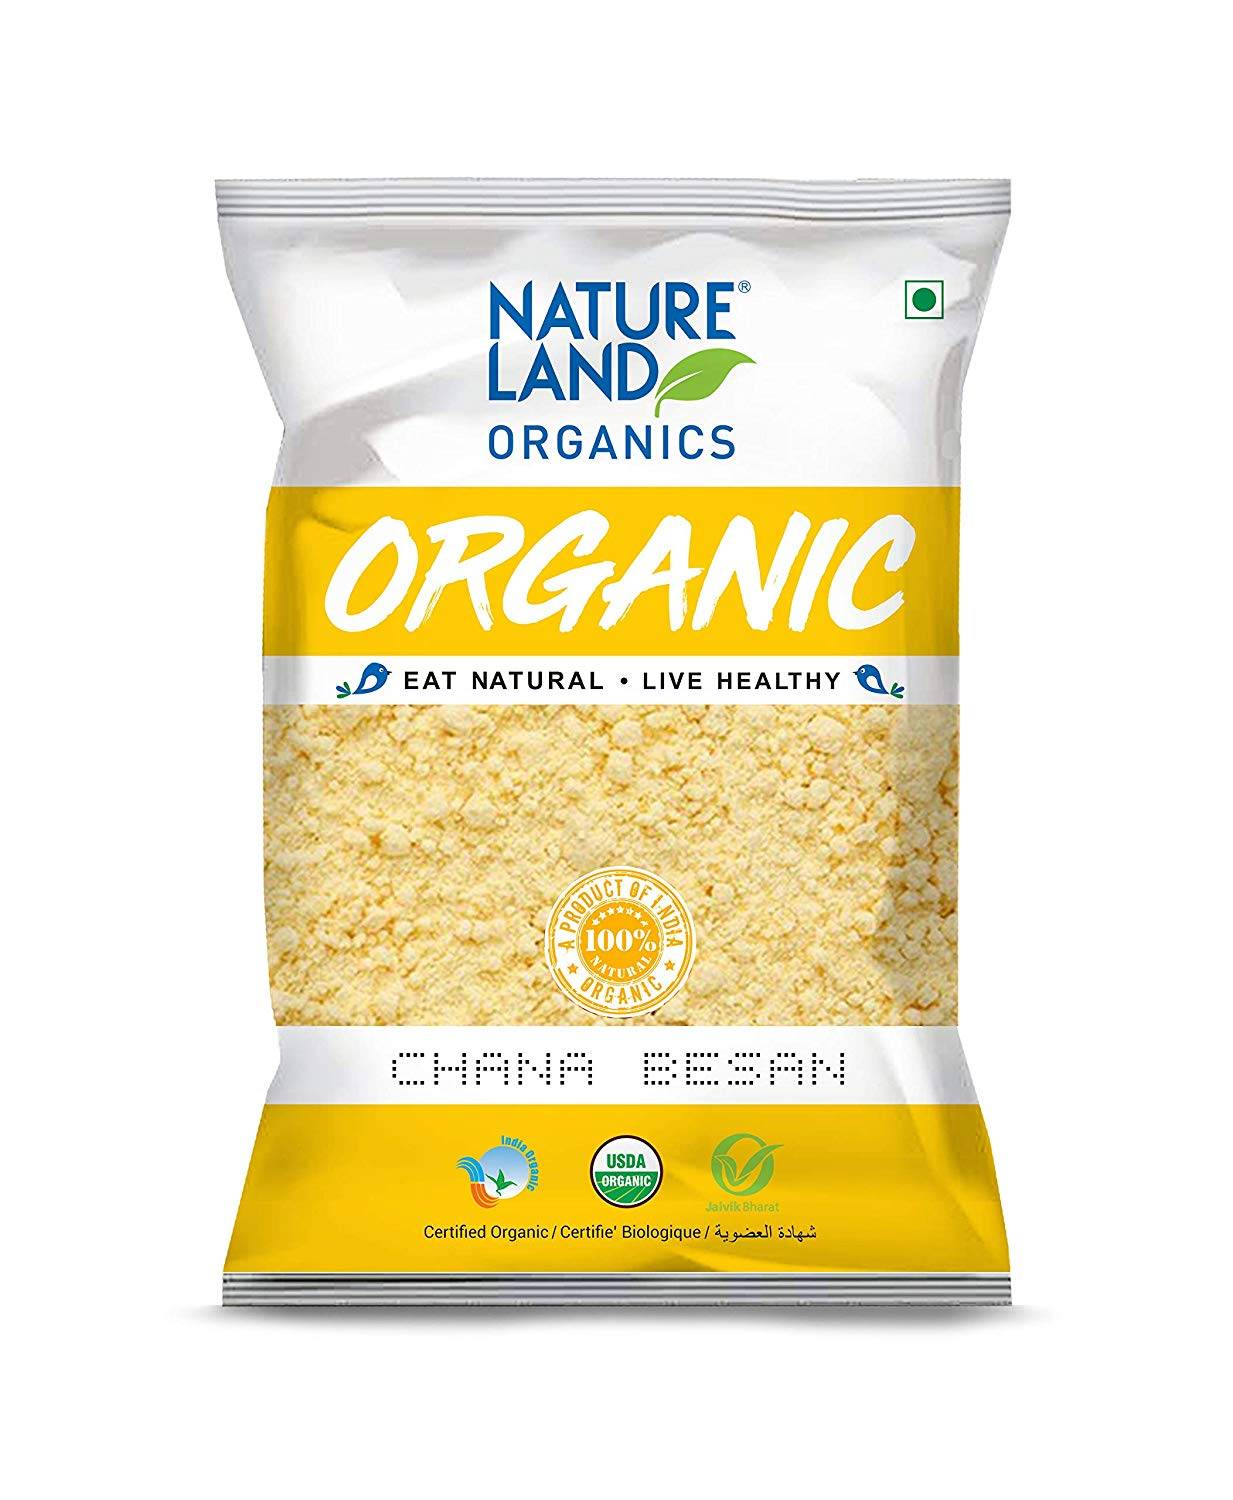 NATURE®
LAND
ORGANICS
ORGANIC
EAT NATURAL • LIVE HEALTHY
A PRODUCT OF INDIA
100%
NATURAL
ORGANIC
CHANA BESAN
India Organic
USDA
ORGANIC
Jaivik Bharat
Certified Organic / Certifie' Biologique / شهادة العضوية